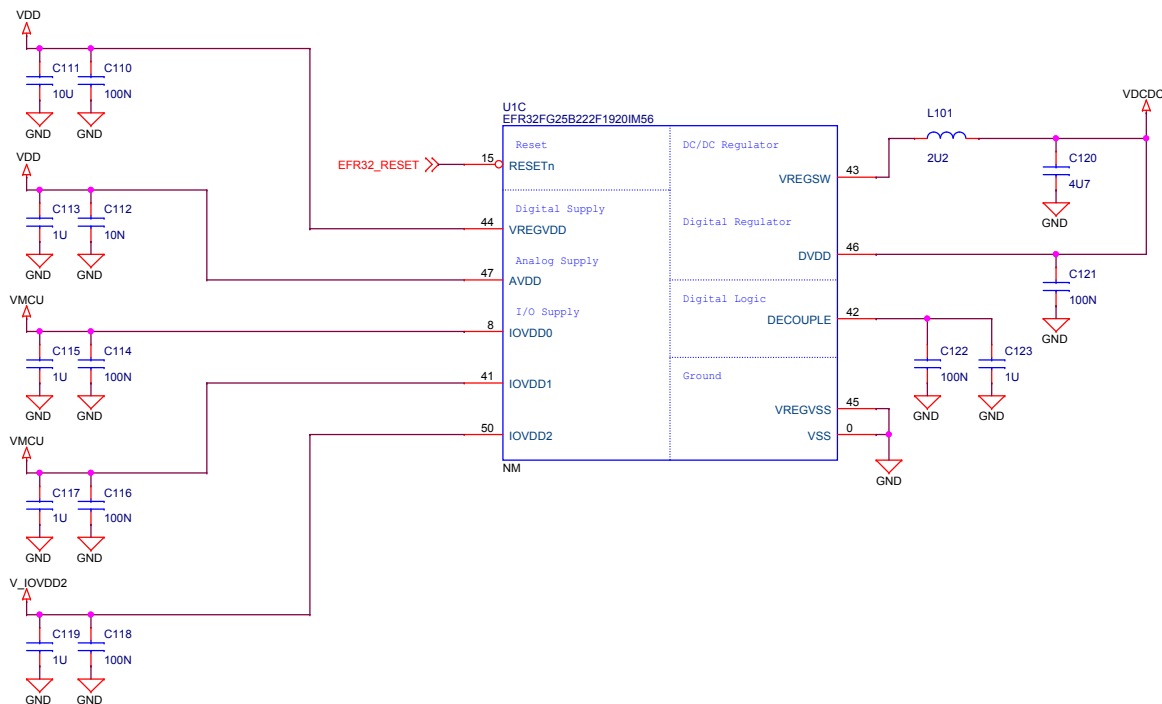 VDD
C111
10U
C110
100N
GND
GND
VDD
C113
1U
C112
10N
GND
GND
VMCU
C115
1U
C114
100N
GND
GND
VMCU
C117
1U
C116
100N
GND
GND
V_IOVDD2
C119
1U
C118
100N
GND
GND
U1C
EFR32FG25B222F1920IM56
EFR32_RESET
15
Reset
RESETn
44
Digital Supply
VREGVDD
47
Analog Supply
AVDD
8
I/O Supply
IOVDD0
41
IOVDD1
50
IOVDD2
NM
DC/DC Regulator
VREGSW
43
Digital Regulator
DVDD
46
Digital Logic
DECOUPLE
42
Ground
VREGVSS
45
VSS
0
GND
L101
2U2
VDCDC
C120
4U7
GND
C121
100N
GND
C122
100N
GND
C123
1U
GND